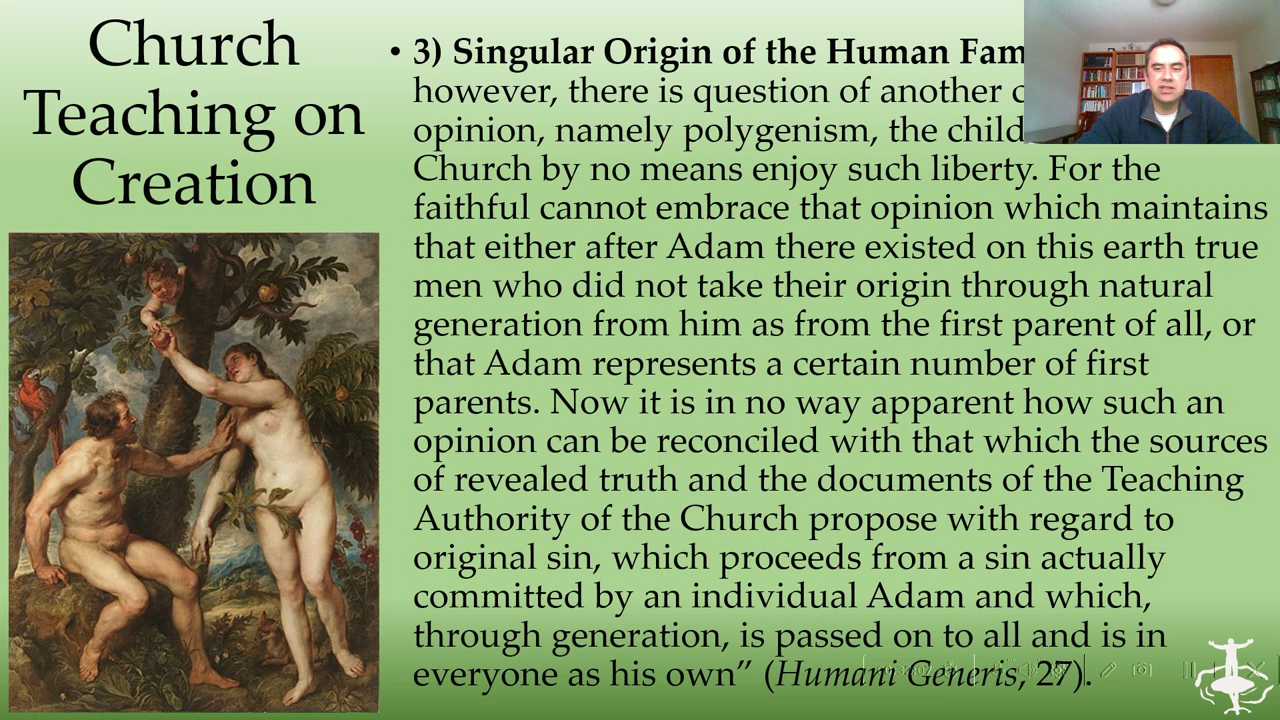 Church
Teaching on
Creation
• 3) Singular Origin of the Human Fam
however, there is question of another
opinion, namely polygenism, the child
Church by no means enjoy such liberty. For the
faithful cannot embrace that opinion which maintains
that either after Adam there existed on this earth true
men who did not take their origin through natural
generation from him as from the first parent of all, or
that Adam represents a certain number of first
parents. Now it is in no way apparent how such an
opinion can be reconciled with that which the sources
of revealed truth and the documents of the Teaching
Authority of the Church propose with regard to
original sin, which proceeds from a sin actually
committed by an individual Adam and which,
through generation, is passed on to all and is in
everyone as his own” (Humani Generis, 27).